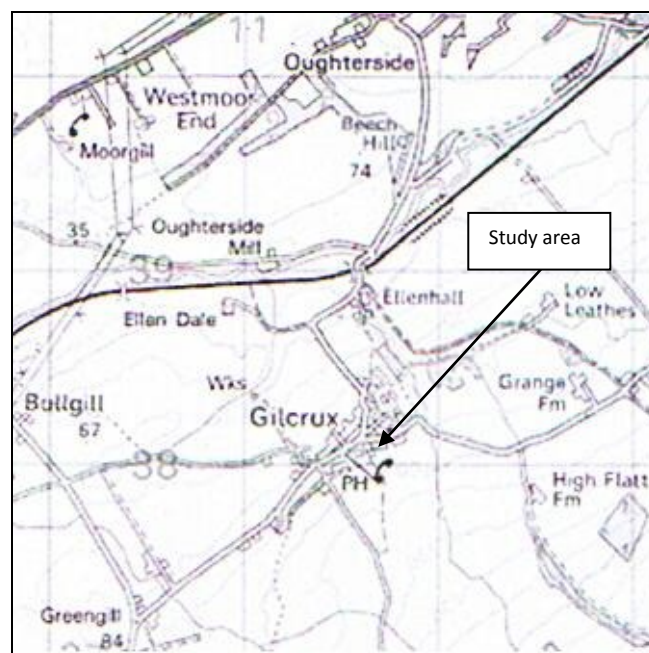 11
Oughterside
Westmoor
End
Beech
Hill
Moorgill
74
35
Oughterside
Mill
Study area
39
Ellenhall
Low
Leathes
Ellen Dale
Wks
Grange
Fm
Bullgill
Gilcrux
67
38
PH
High Flatt
Fm
Greengill
84